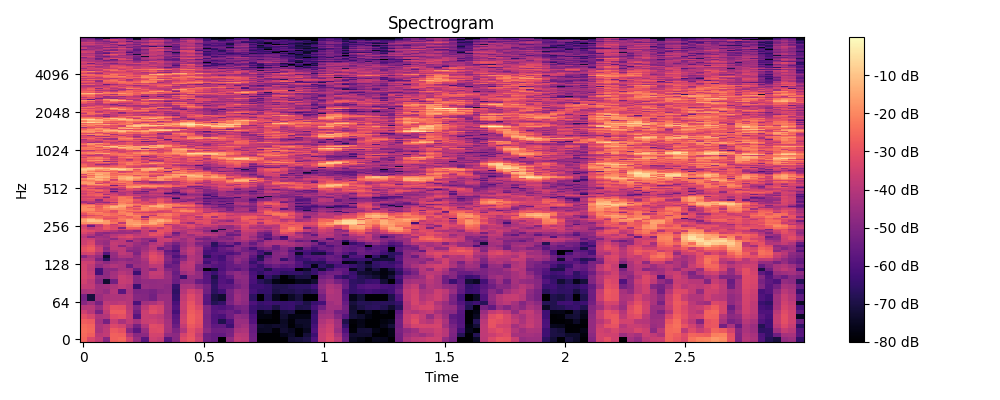 Spectrogram
Hz
4096
2048
1024
512
256
128
64
0
0
0.5
1
1.5
2
2.5
Time
-10 dB
-20 dB
-30 dB
-40 dB
-50 dB
-60 dB
-70 dB
-80 dB